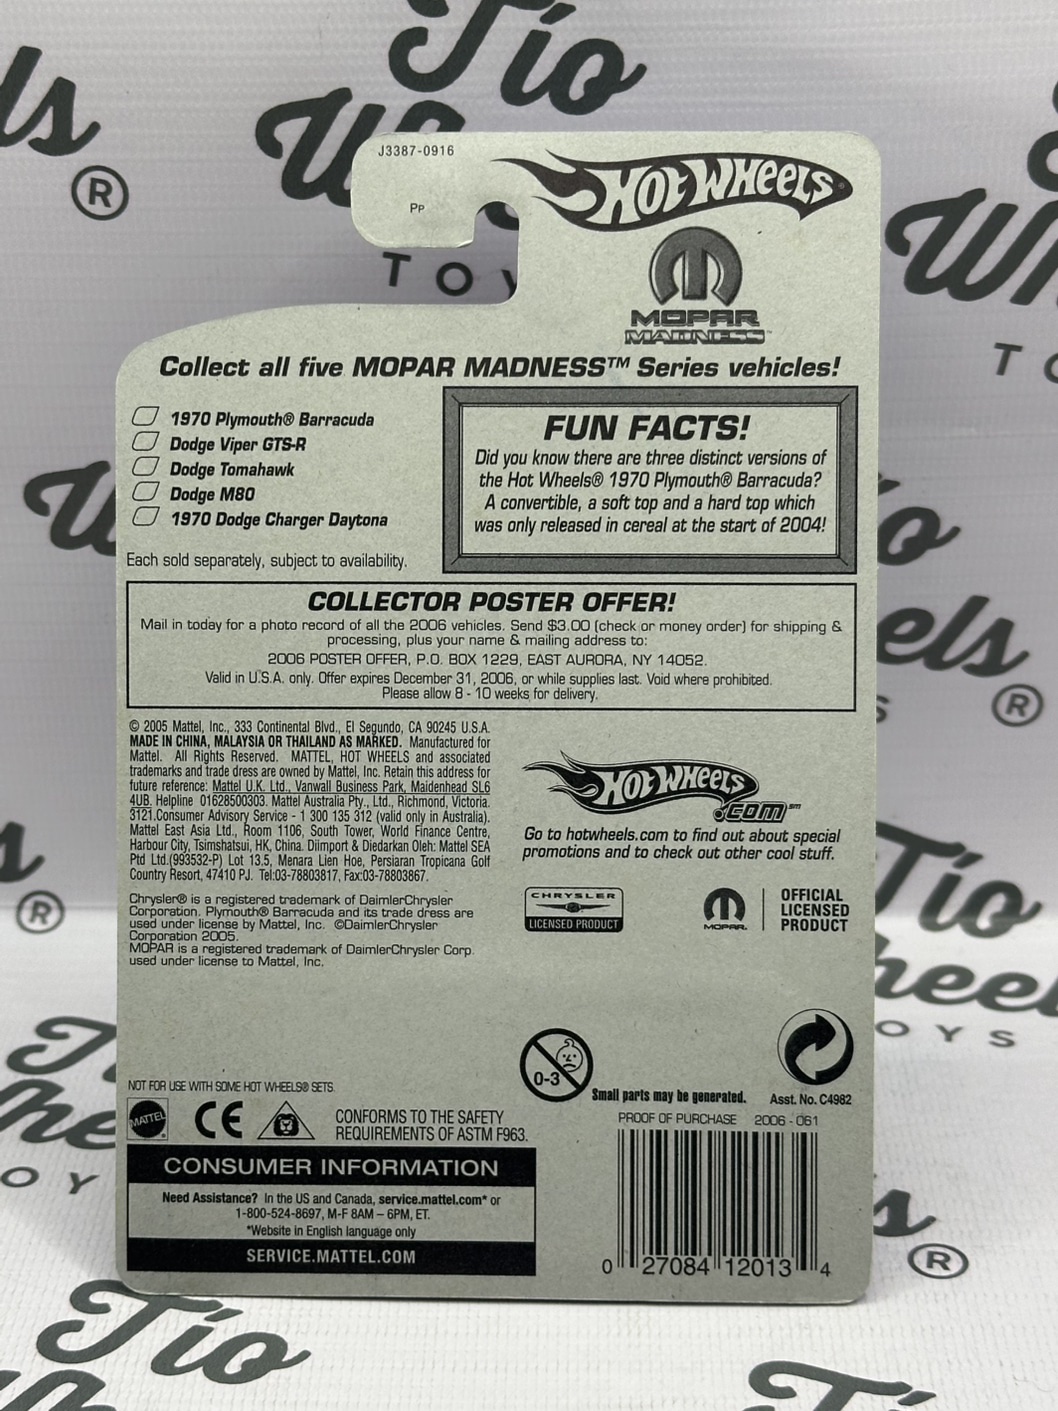 Tío
Wheels
®
TOYS
J3387-0916
PP
HOT WHEELS®
MOPAR
MADNESS™
Collect all five MOPAR MADNESS™ Series vehicles!
1970 Plymouth® Barracuda
Dodge Viper GTS-R
Dodge Tomahawk
Dodge M80
1970 Dodge Charger Daytona
Each sold separately, subject to availability.
FUN FACTS!
Did you know there are three distinct versions of
the Hot Wheels® 1970 Plymouth® Barracuda?
A convertible, a soft top and a hard top which
was only released in cereal at the start of 2004!
COLLECTOR POSTER OFFER!
Mail in today for a photo record of all the 2006 vehicles. Send $3.00 (check or money order) for shipping &
processing, plus your name & mailing address to:
2006 POSTER OFFER, P.O. BOX 1229, EAST AURORA, NY 14052.
Valid in U.S.A. only. Offer expires December 31, 2006, or while supplies last. Void where prohibited.
Please allow 8 - 10 weeks for delivery.
© 2005 Mattel, Inc., 333 Continental Blvd., El Segundo, CA 90245 U.S.A.
MADE IN CHINA, MALAYSIA OR THAILAND AS MARKED. Manufactured for
Mattel. All Rights Reserved. MATTEL, HOT WHEELS and associated
trademarks and trade dress are owned by Mattel, Inc. Retain this address for
future reference: Mattel U.K. Ltd., Vanwall Business Park, Maidenhead SL6
4UB. Helpline 01628500303. Mattel Australia Pty., Ltd., Richmond, Victoria.
3121.Consumer Advisory Service - 1 300 135 312 (valid only in Australia).
Mattel East Asia Ltd., Room 1106, South Tower, World Finance Centre,
Harbour City, Tsimshatsui, HK, China. Diimport & Diedarkan Oleh: Mattel SEA
Ptd Ltd.(993532-P) Lot 13.5, Menara Lien Hoe, Persiaran Tropicana Golf
Country Resort, 47410 PJ. Tel:03-78803817, Fax:03-78803867.
Chrysler® is a registered trademark of DaimlerChrysler
Corporation. Plymouth® Barracuda and its trade dress are
used under license by Mattel, Inc. ©DaimlerChrysler
Corporation 2005.
MOPAR is a registered trademark of DaimlerChrysler Corp.
used under license to Mattel, Inc.
HOT WHEELS
.COM℠
Go to hotwheels.com to find out about special
promotions and to check out other cool stuff.
CHRYSLER
LICENSED PRODUCT
MOPAR.
OFFICIAL
LICENSED
PRODUCT
0-3
Small parts may be generated.
Asst. No. C4982
NOT FOR USE WITH SOME HOT WHEELS® SETS.
MATTEL
CE
CONFORMS TO THE SAFETY
REQUIREMENTS OF ASTM F963.
PROOF OF PURCHASE 2006 - 061
0 27084 12013 4
CONSUMER INFORMATION
Need Assistance? In the US and Canada, service.mattel.com* or
1-800-524-8697, M-F 8AM – 6PM, ET.
*Website in English language only
SERVICE.MATTEL.COM